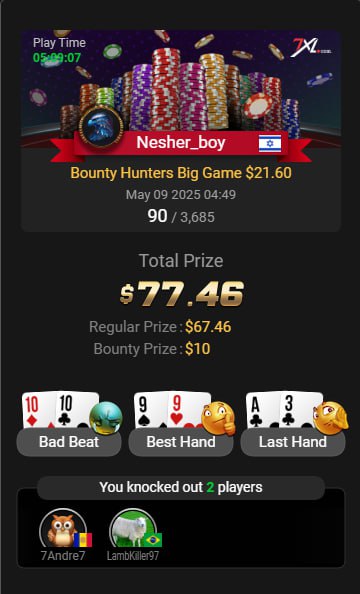 Play Time
05:09:07
7XL
Nesher_boy
Bounty Hunters Big Game $21.60
May 09 2025 04:49
90 / 3,685
Total Prize
$77.46
Regular Prize : $67.46
Bounty Prize : $10
10 10 9 9 A 3
Bad Beat Best Hand Last Hand
You knocked out 2 players
7Andre7 LambKiller97